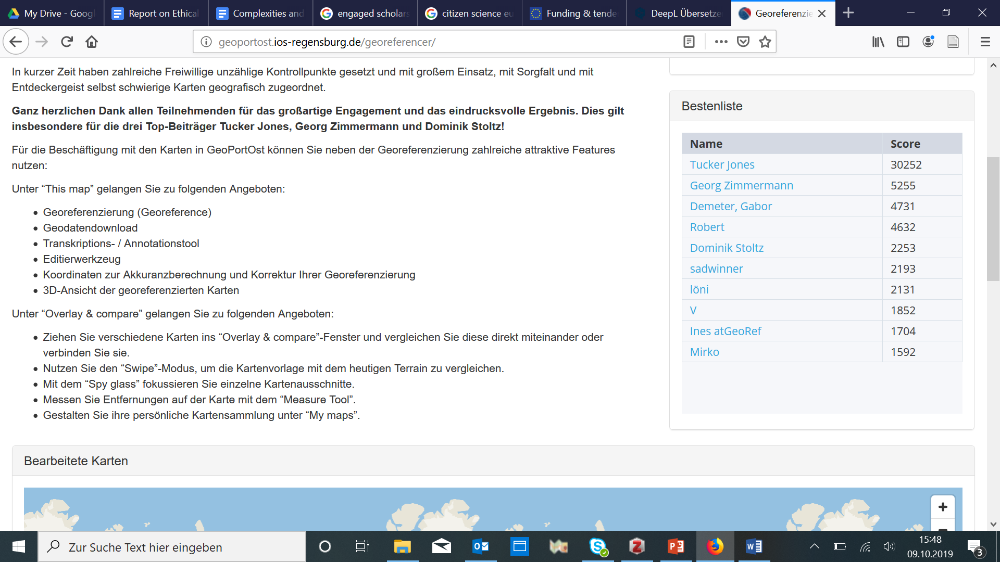 My Drive - Googl
Report on Ethical
Complexities and
engaged scholars
citizen science eu
Funding & tende
DeepL Übersetze
Georeferenzie
geoportost.ios-regensburg.de/georeferencer/
In kurzer Zeit haben zahlreiche Freiwillige unzählige Kontrollpunkte gesetzt und mit großem Einsatz, mit Sorgfalt und mit
Entdeckergeist selbst schwierige Karten geografisch zugeordnet.
Ganz herzlichen Dank allen Teilnehmenden für das großartige Engagement und das eindrucksvolle Ergebnis. Dies gilt
insbesondere für die drei Top-Beiträger Tucker Jones, Georg Zimmermann und Dominik Stoltz!
Für die Beschäftigung mit den Karten in GeoPortOst können Sie neben der Georeferenzierung zahlreiche attraktive Features
nutzen:
Unter “This map” gelangen Sie zu folgenden Angeboten:
• Georeferenzierung (Georeference)
• Geodatendownload
• Transkriptions- / Annotationstool
• Editierwerkzeug
• Koordinaten zur Akkuranzberechnung und Korrektur Ihrer Georeferenzierung
• 3D-Ansicht der georeferenzierten Karten
Unter “Overlay & compare” gelangen Sie zu folgenden Angeboten:
• Ziehen Sie verschiedene Karten ins “Overlay & compare”-Fenster und vergleichen Sie diese direkt miteinander oder
verbinden Sie sie.
• Nutzen Sie den “Swipe”-Modus, um die Kartenvorlage mit dem heutigen Terrain zu vergleichen.
• Mit dem “Spy glass” fokussieren Sie einzelne Kartenausschnitte.
• Messen Sie Entfernungen auf der Karte mit dem “Measure Tool”.
• Gestalten Sie ihre persönliche Kartensammlung unter “My maps”.
Bestenliste
Name Score
Tucker Jones 30252
Georg Zimmermann 5255
Demeter, Gabor 4731
Robert 4632
Dominik Stoltz 2253
sadwinner 2193
löni 2131
V 1852
Ines atGeoRef 1704
Mirko 1592
Bearbeitete Karten
+
Zur Suche Text hier eingeben
15:48
09.10.2019
3